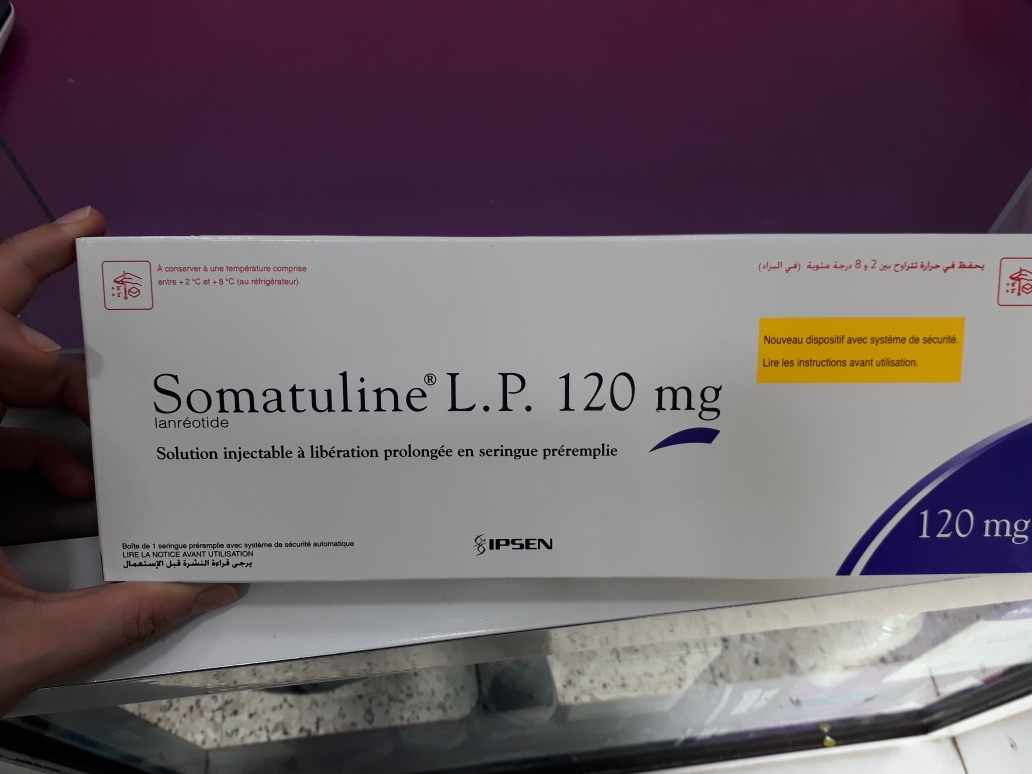 À conserver à une température comprise
entre + 2 °C et + 8 °C (au réfrigérateur).
يحفظ في حرارة تتراوح بين 2 و 8 درجة مئوية (في البراد)
Nouveau dispositif avec système de sécurité.
Lire les instructions avant utilisation.
Somatuline® L.P. 120 mg
lanréotide
Solution injectable à libération prolongée en seringue préremplie
120 mg
Boîte de 1 seringue préremplie avec système de sécurité automatique
LIRE LA NOTICE AVANT UTILISATION
يرجى قراءة النشرة قبل الإستعمال
IPSEN